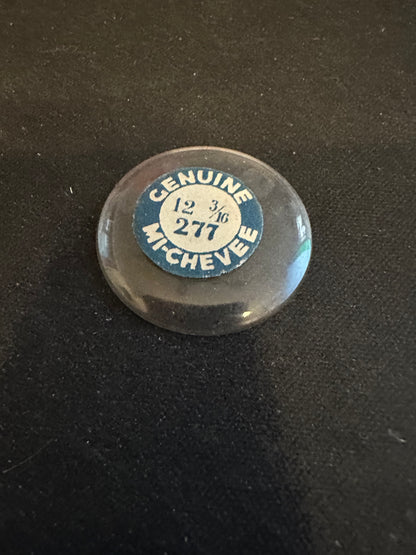 GENUINE
12 3/16
277
MI-CHEVEE